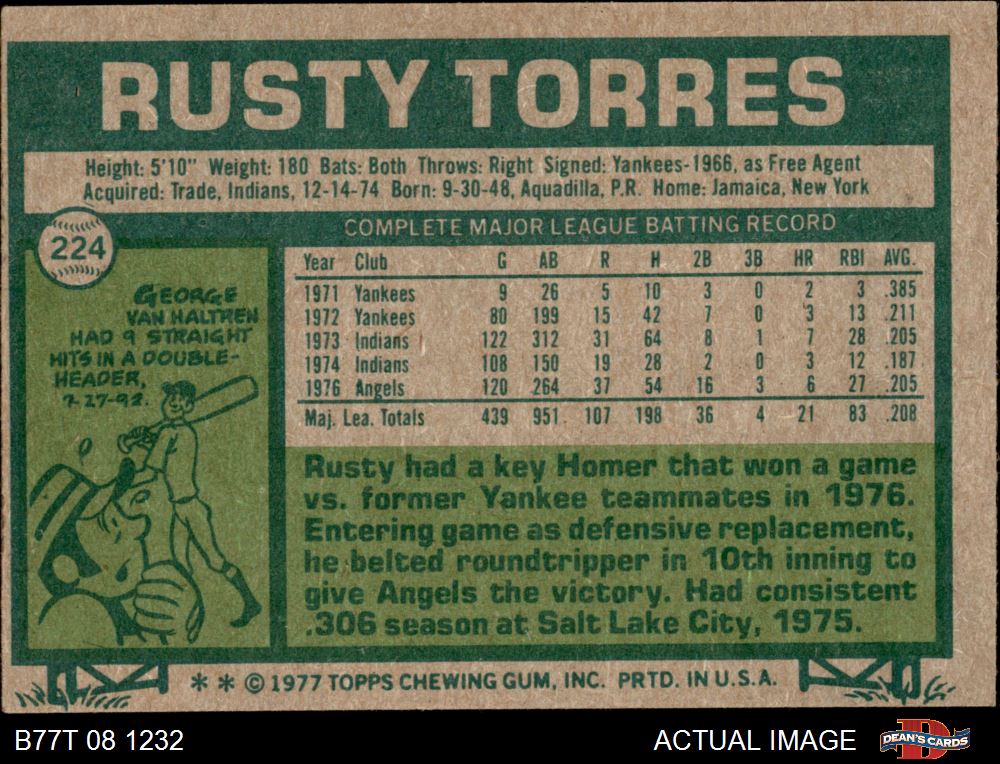 RUSTY TORRES
Height: 5'10" Weight: 180 Bats: Both Throws: Right Signed: Yankees-1966, as Free Agent
Acquired: Trade, Indians, 12-14-74 Born: 9-30-48, Aquadilla, P.R. Home: Jamaica, New York
224
COMPLETE MAJOR LEAGUE BATTING RECORD
Year Club G AB R H 2B 3B HR RBI AVG.
1971 Yankees 9 26 5 10 3 0 2 3 .385
1972 Yankees 80 199 15 42 7 0 3 13 .211
1973 Indians 122 312 31 64 8 1 7 28 .205
1974 Indians 108 150 19 28 2 0 3 12 .187
1976 Angels 120 264 37 54 16 3 6 27 .205
Maj. Lea. Totals 439 951 107 198 36 4 21 83 .208
GEORGE
VAN HALTREN
HAD 9 STRAIGHT
HITS IN A DOUBLE-
HEADER,
7-27-92.
Rusty had a key Homer that won a game
vs. former Yankee teammates in 1976.
Entering game as defensive replacement,
he belted roundtripper in 10th inning to
give Angels the victory. Had consistent
.306 season at Salt Lake City, 1975.
* * © 1977 TOPPS CHEWING GUM, INC. PRTD. IN U.S.A.
B77T 08 1232
ACTUAL IMAGE
D
DEAN'S CARDS